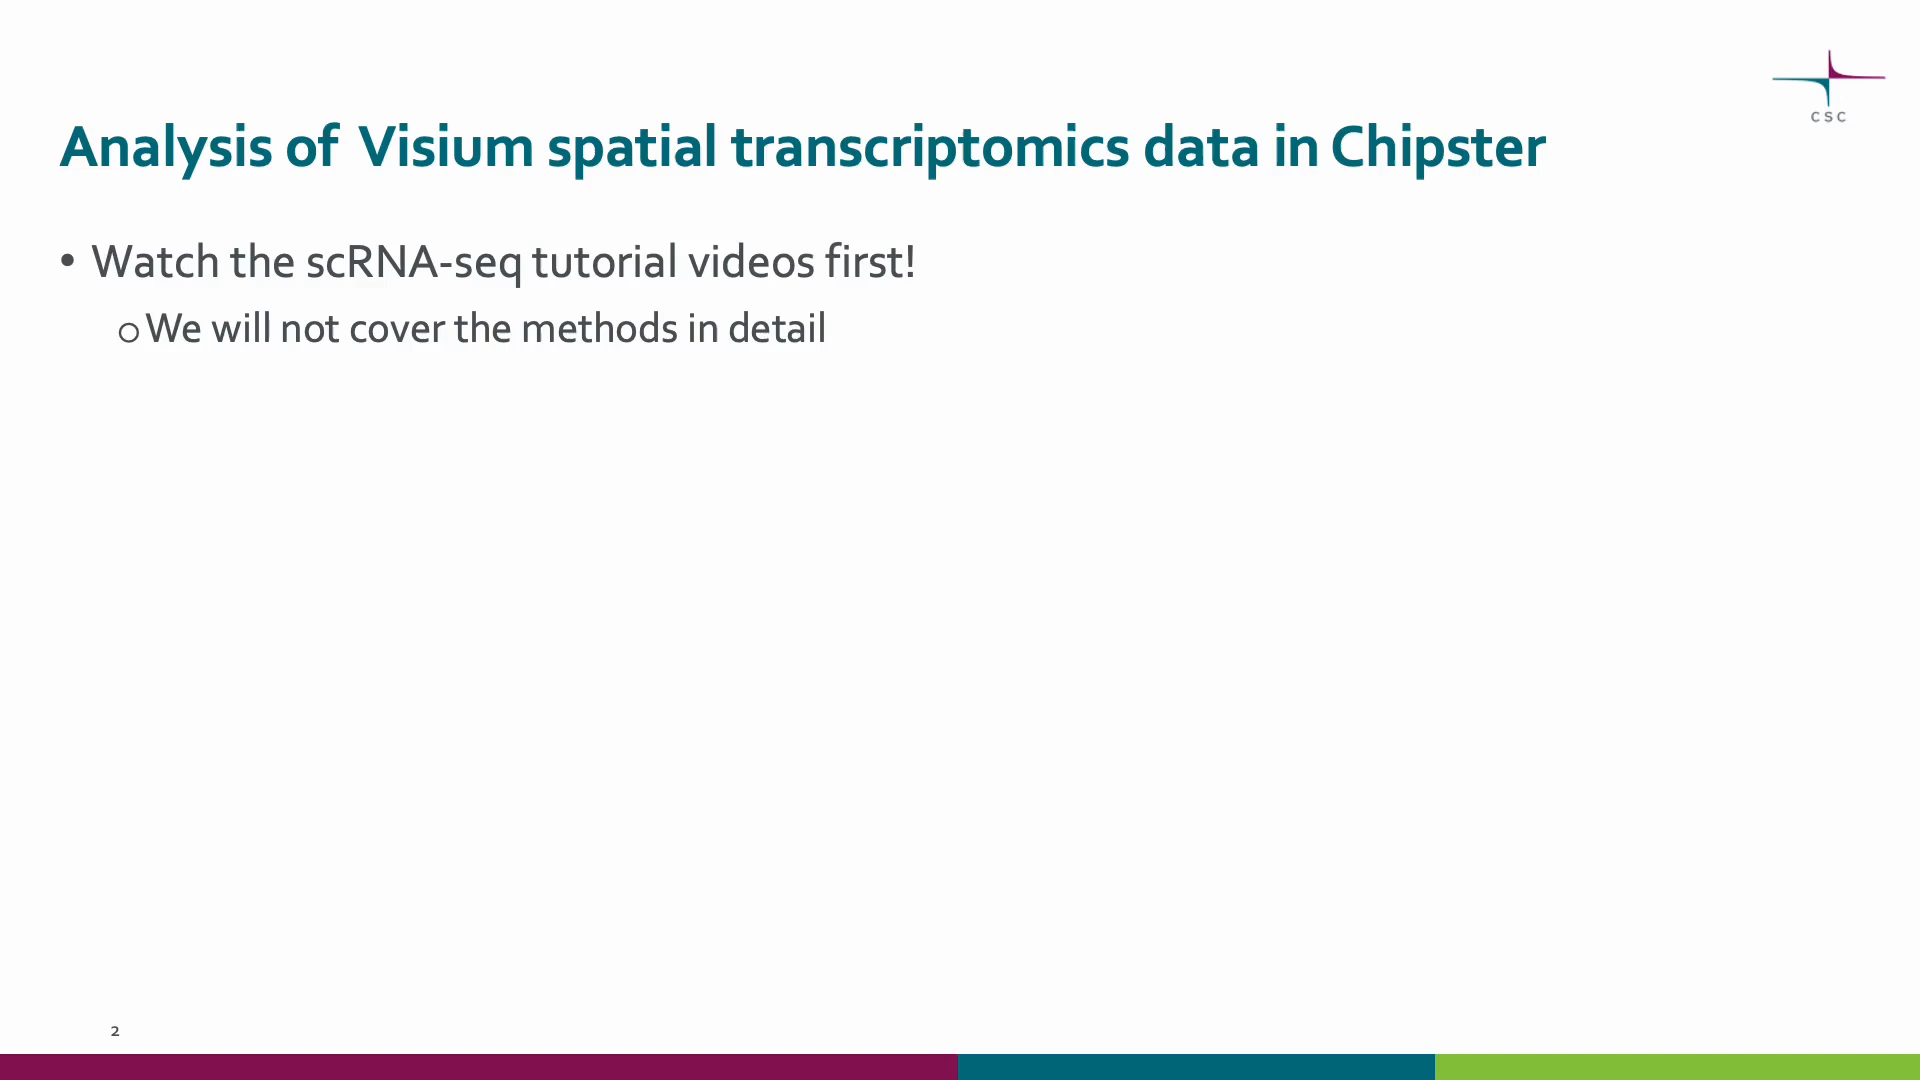 CSC
Analysis of Visium spatial transcriptomics data in Chipster
• Watch the scRNA-seq tutorial videos first!
o We will not cover the methods in detail
2